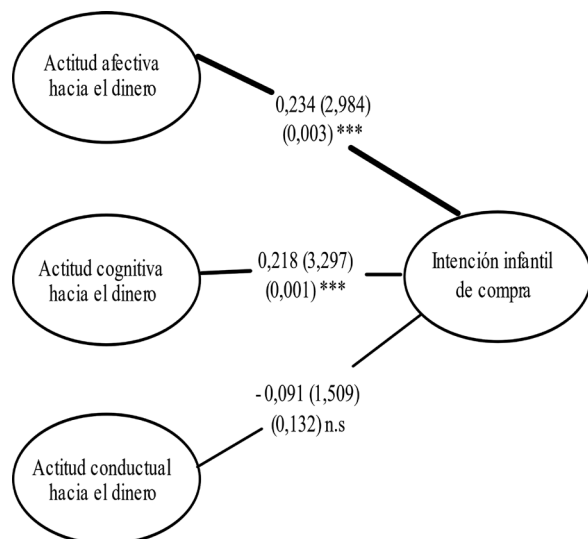 Actitud afectiva
hacia el dinero
0,234 (2,984)
(0,003) ***
Actitud cognitiva
hacia el dinero
0,218 (3,297)
(0,001) ***
Intención infantil
de compra
- 0,091 (1,509)
(0,132) n.s
Actitud conductual
hacia el dinero